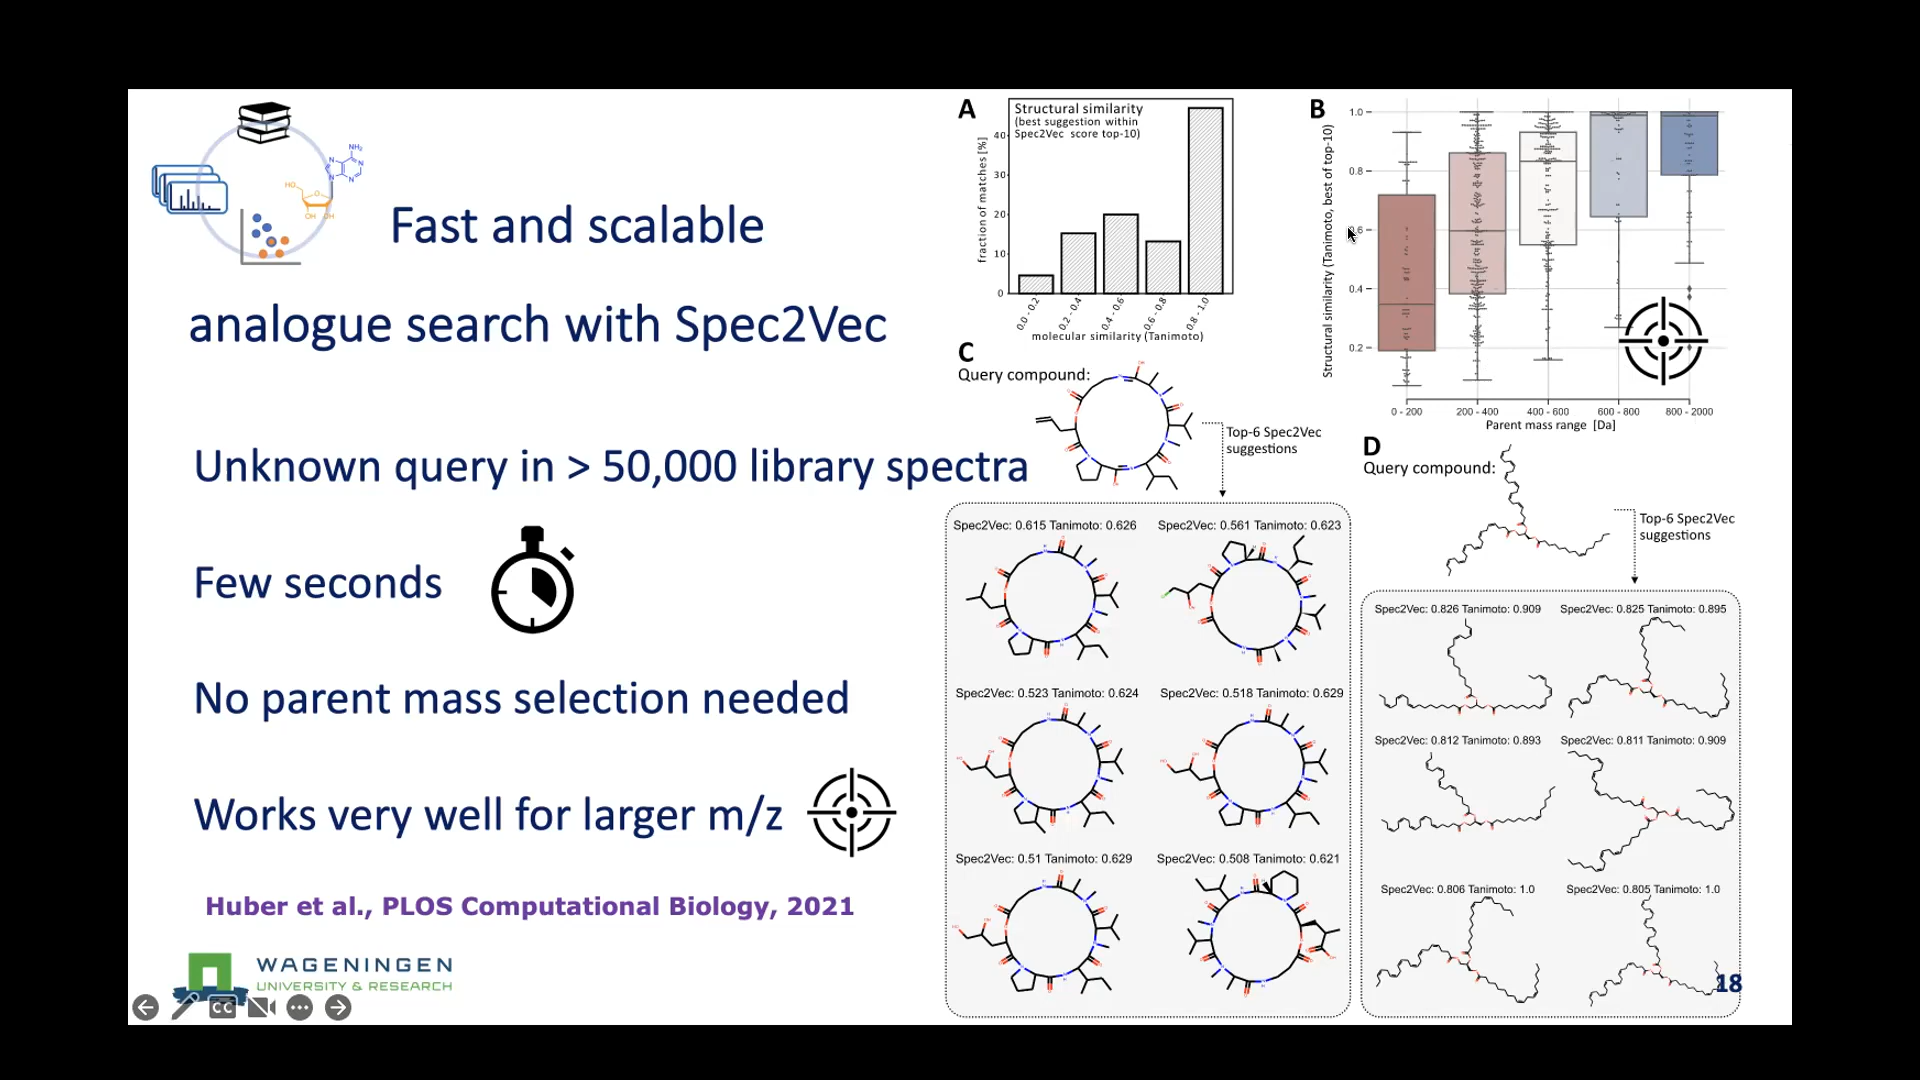 Fast and scalable
analogue search with Spec2Vec
Unknown query in > 50,000 library spectra
Few seconds
No parent mass selection needed
Works very well for larger m/z
Huber et al., PLOS Computational Biology, 2021
WAGENINGEN
UNIVERSITY & RESEARCH
CC
NH₂
N
N
N
N
HO
O
OH
OH
A
Structural similarity
(best suggestion within
Spec2Vec score top-10)
fraction of matches [%]
40
30
20
10
0
0.0 - 0.2
0.2 - 0.4
0.4 - 0.6
0.6 - 0.8
0.8 - 1.0
molecular similarity (Tanimoto)
B
Structural similarity (Tanimoto, best of top-10)
1.0
0.8
0.4
0.2
0 - 200
200 - 400
400 - 600
600 - 800
800 - 2000
Parent mass range [Da]
C
Query compound:
Top-6 Spec2Vec
suggestions
Spec2Vec: 0.615 Tanimoto: 0.626
Spec2Vec: 0.561 Tanimoto: 0.623
Spec2Vec: 0.523 Tanimoto: 0.624
Spec2Vec: 0.518 Tanimoto: 0.629
Spec2Vec: 0.51 Tanimoto: 0.629
Spec2Vec: 0.508 Tanimoto: 0.621
D
Query compound:
Top-6 Spec2Vec
suggestions
Spec2Vec: 0.826 Tanimoto: 0.909
Spec2Vec: 0.825 Tanimoto: 0.895
Spec2Vec: 0.812 Tanimoto: 0.893
Spec2Vec: 0.811 Tanimoto: 0.909
Spec2Vec: 0.806 Tanimoto: 1.0
Spec2Vec: 0.805 Tanimoto: 1.0
18